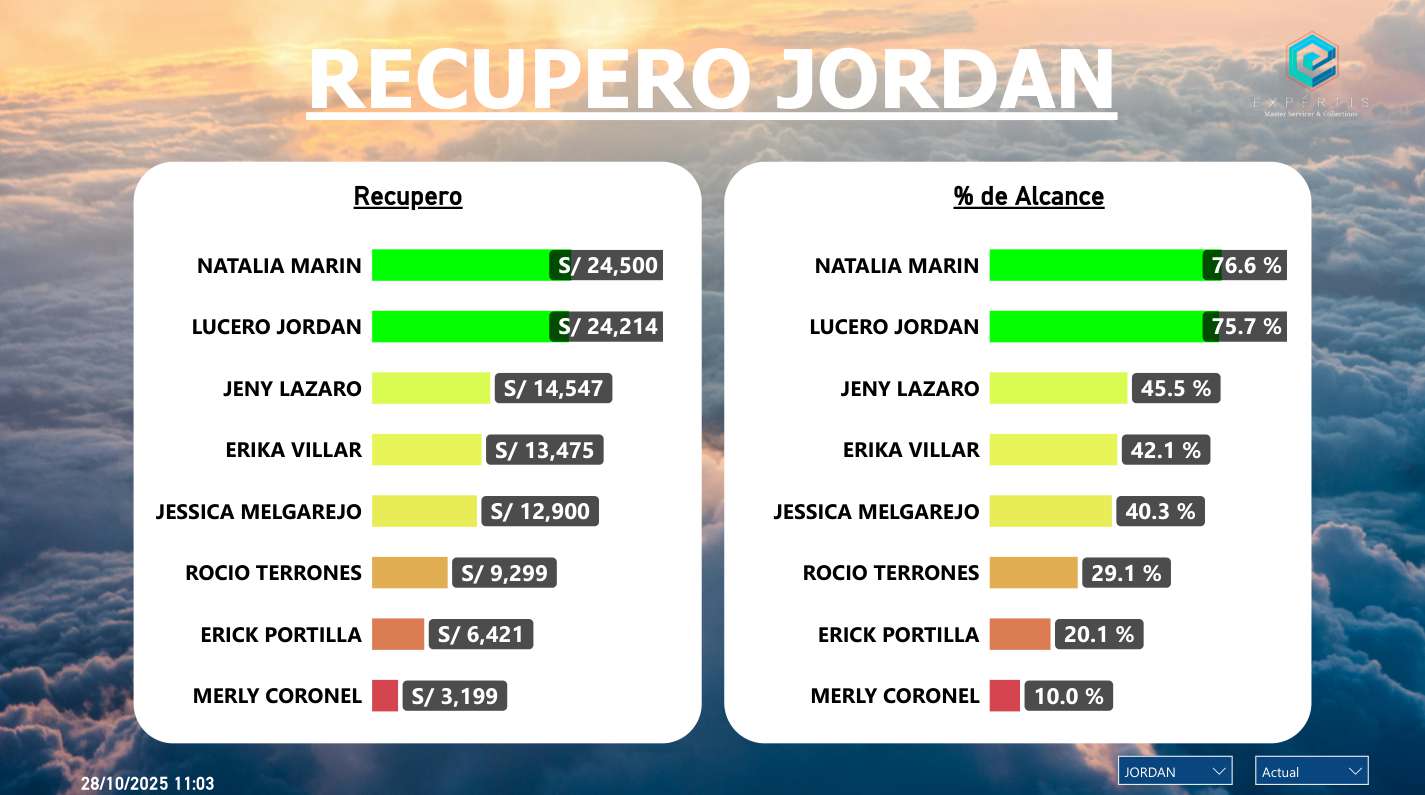 RECUPERO JORDAN
EXPERTIS
Master Servicer & Collections
Recupero
NATALIA MARIN S/ 24,500
LUCERO JORDAN S/ 24,214
JENY LAZARO S/ 14,547
ERIKA VILLAR S/ 13,475
JESSICA MELGAREJO S/ 12,900
ROCIO TERRONES S/ 9,299
ERICK PORTILLA S/ 6,421
MERLY CORONEL S/ 3,199
% de Alcance
NATALIA MARIN 76.6 %
LUCERO JORDAN 75.7 %
JENY LAZARO 45.5 %
ERIKA VILLAR 42.1 %
JESSICA MELGAREJO 40.3 %
ROCIO TERRONES 29.1 %
ERICK PORTILLA 20.1 %
MERLY CORONEL 10.0 %
28/10/2025 11:03
JORDAN
Actual